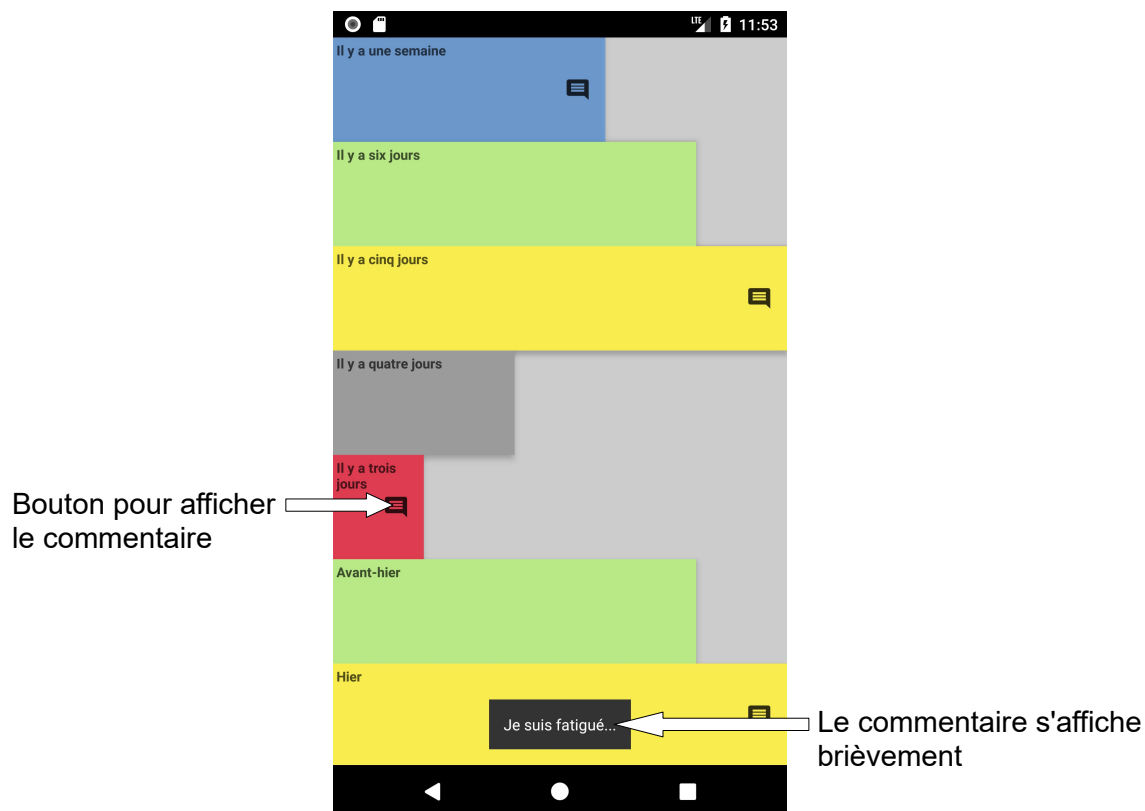 LTE 11:53
Il y a une semaine
Il y a six jours
Il y a cinq jours
Il y a quatre jours
Il y a trois
jours
Bouton pour afficher
le commentaire
Avant-hier
Hier
Je suis fatigué...
Le commentaire s'affiche
brièvement